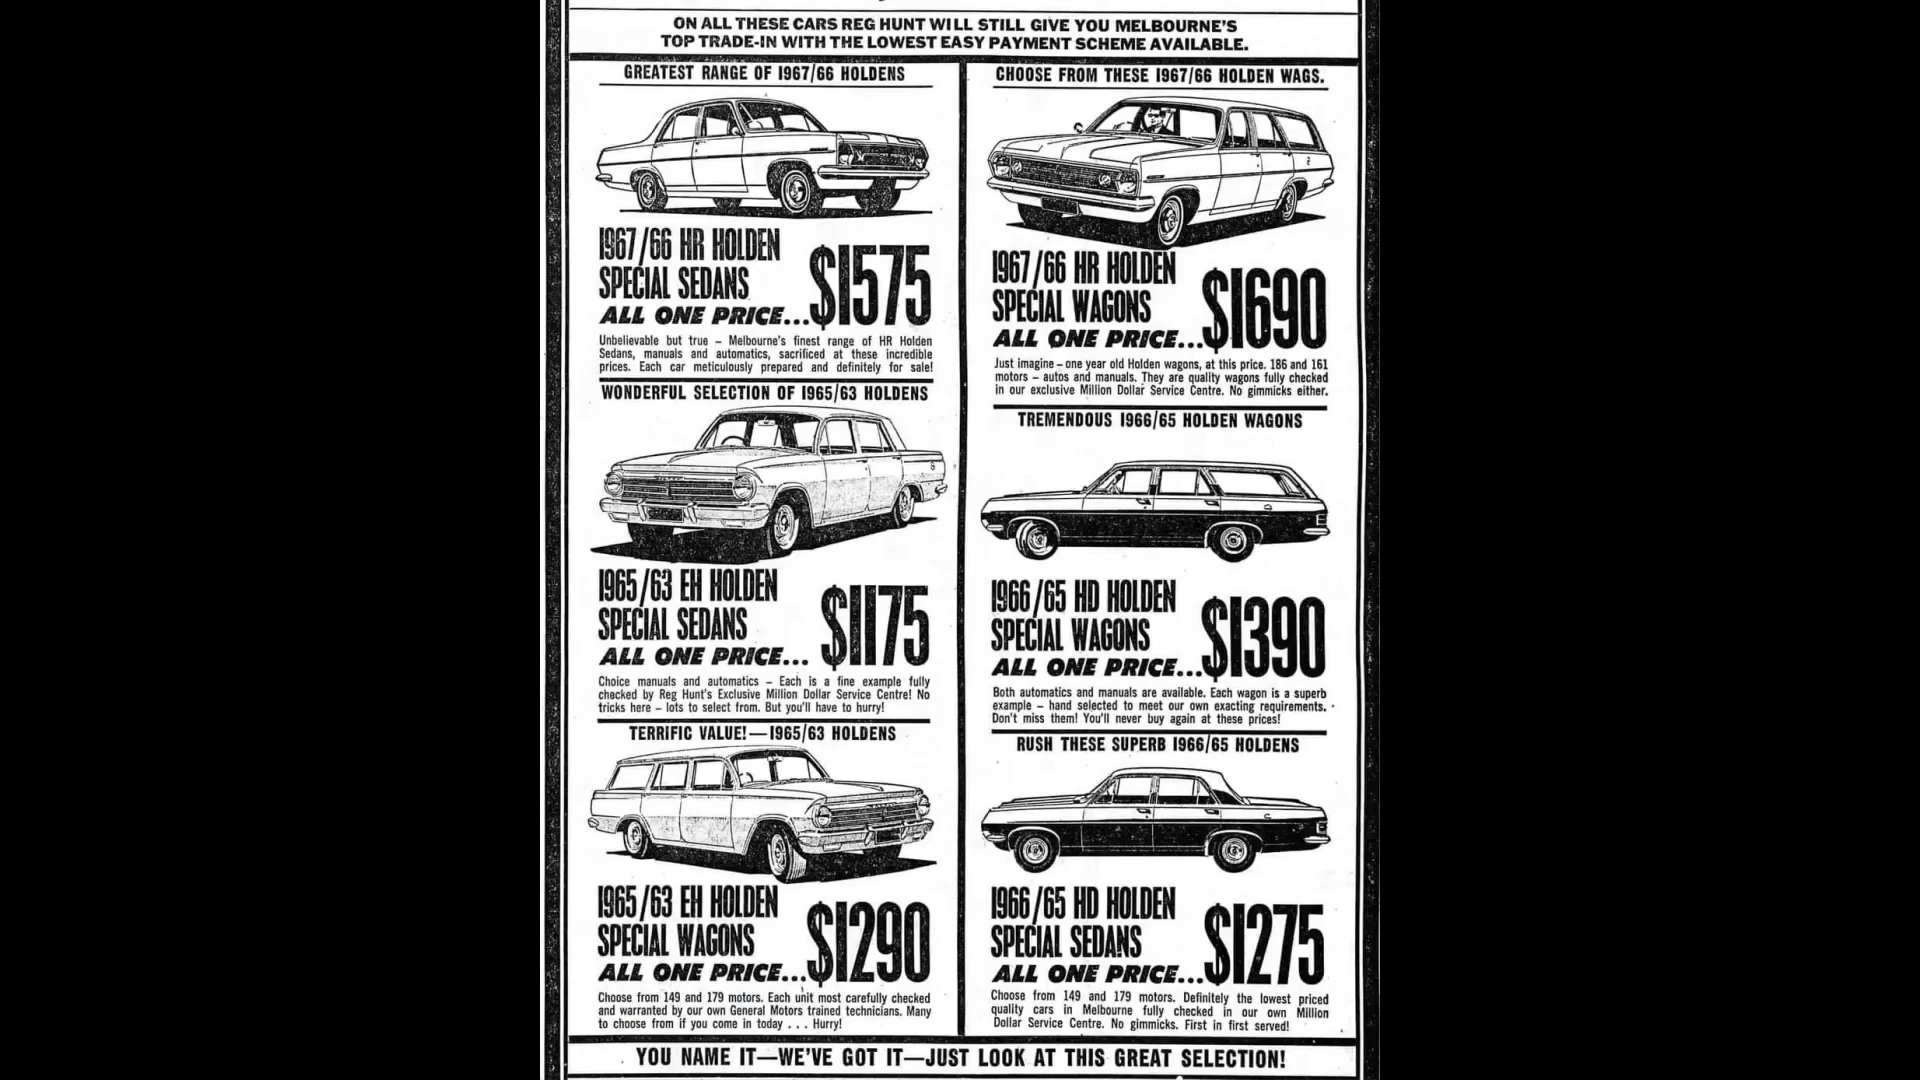 ON ALL THESE CARS REG HUNT WILL STILL GIVE YOU MELBOURNE'S
TOP TRADE-IN WITH THE LOWEST EASY PAYMENT SCHEME AVAILABLE.
GREATEST RANGE OF 1967/66 HOLDENS
1967/66 HR HOLDEN
SPECIAL SEDANS
ALL ONE PRICE...$1575
Unbelievable but true – Melbourne's finest range of HR Holden
Sedans, manuals and automatics, sacrificed at these incredible
prices. Each car meticulously prepared and definitely for sale!
WONDERFUL SELECTION OF 1965/63 HOLDENS
1965/63 EH HOLDEN
SPECIAL SEDANS
ALL ONE PRICE... $1175
Choice manuals and automatics – Each is a fine example fully
checked by Reg Hunt's Exclusive Million Dollar Service Centre! No
tricks here – lots to select from. But you'll have to hurry!
TERRIFIC VALUE!—1965/63 HOLDENS
1965/63 EH HOLDEN
SPECIAL WAGONS
ALL ONE PRICE...$1290
Choose from 149 and 179 motors. Each unit most carefully checked
and warranted by our own General Motors trained technicians. Many
to choose from if you come in today . . . Hurry!
CHOOSE FROM THESE 1967/66 HOLDEN WAGS.
1967/66 HR HOLDEN
SPECIAL WAGONS
ALL ONE PRICE...$1690
Just imagine – one year old Holden wagons, at this price. 186 and 161
motors – autos and manuals. They are quality wagons fully checked
in our exclusive Million Dollar Service Centre. No gimmicks either.
TREMENDOUS 1966/65 HOLDEN WAGONS
1966/65 HD HOLDEN
SPECIAL WAGONS
ALL ONE PRICE...$1390
Both automatics and manuals are available. Each wagon is a superb
example – hand selected to meet our own exacting requirements.
Don't miss them! You'll never buy again at these prices!
RUSH THESE SUPERB 1966/65 HOLDENS
1966/65 HD HOLDEN
SPECIAL SEDANS
ALL ONE PRICE...$1275
Choose from 149 and 179 motors. Definitely the lowest priced
quality cars in Melbourne fully checked in our own Million
Dollar Service Centre. No gimmicks. First in first served!
YOU NAME IT—WE'VE GOT IT—JUST LOOK AT THIS GREAT SELECTION!